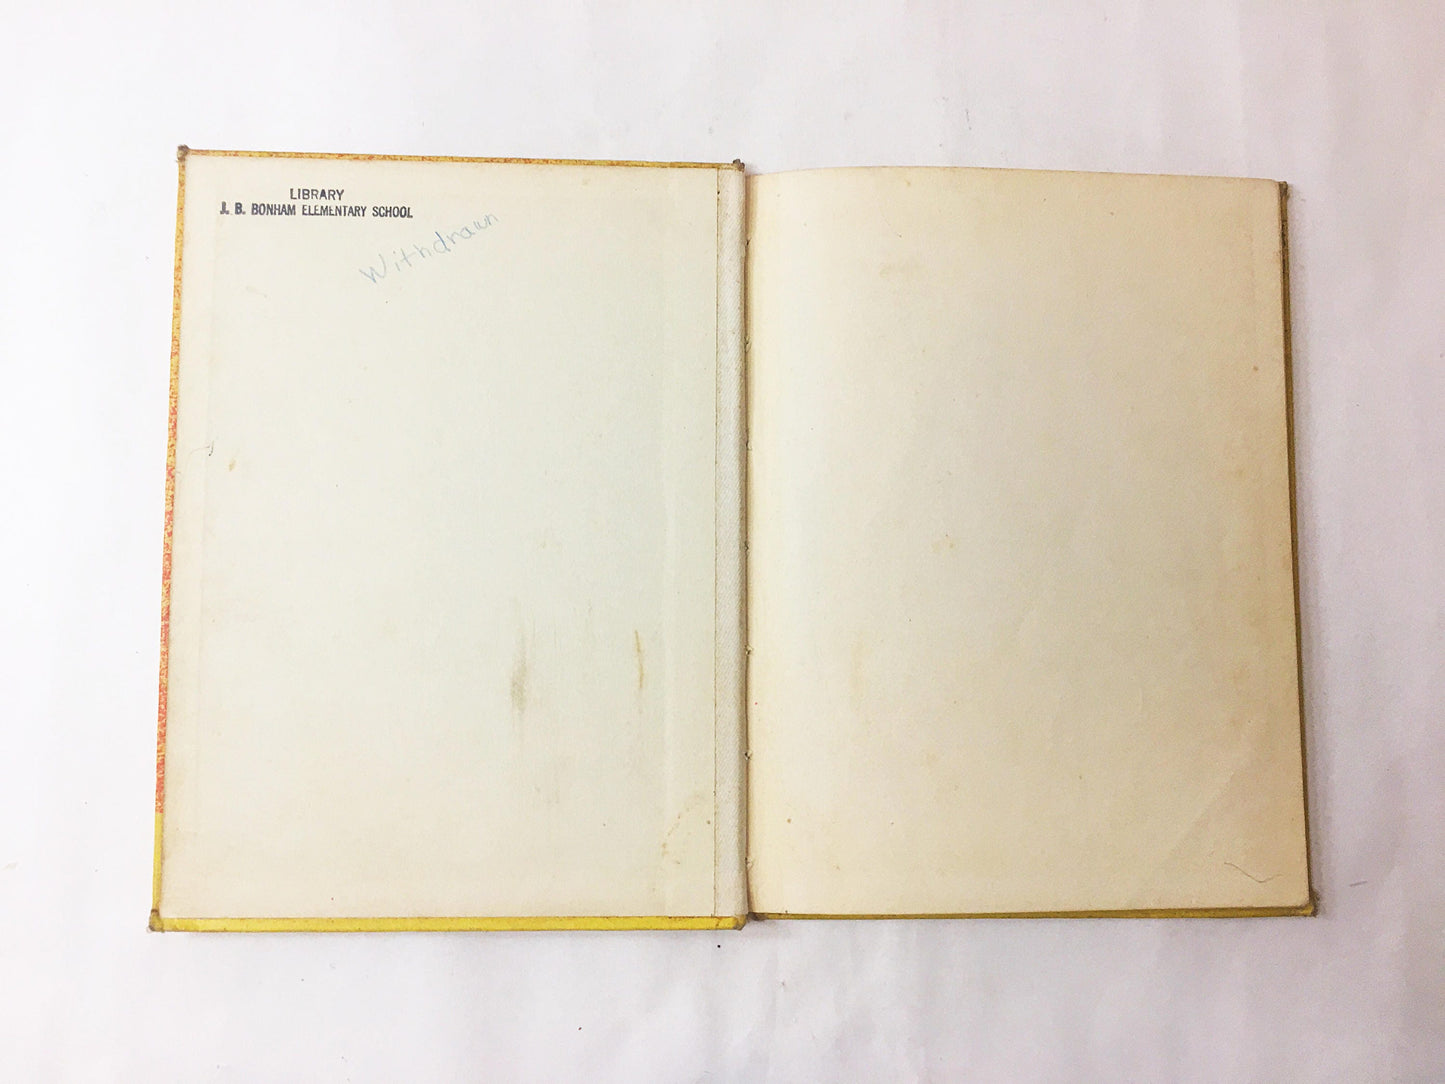 LIBRARY
J. B. BONHAM ELEMENTARY SCHOOL
Withdrawn